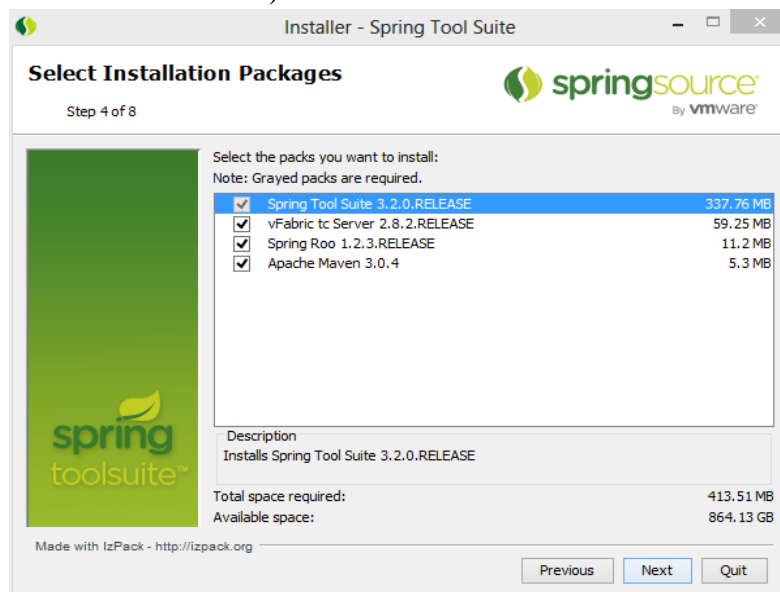 )
Installer - Spring Tool Suite
Select Installation Packages
Step 4 of 8
springsource
By vmware
Select the packs you want to install:
Note: Grayed packs are required.
Spring Tool Suite 3.2.0.RELEASE 337.76 MB
vFabric tc Server 2.8.2.RELEASE 59.25 MB
Spring Roo 1.2.3.RELEASE 11.2 MB
Apache Maven 3.0.4 5.3 MB
spring
toolsuite™
Description
Installs Spring Tool Suite 3.2.0.RELEASE
Total space required: 413.51 MB
Available space: 864.13 GB
Made with IzPack - http://izpack.org
Previous Next Quit